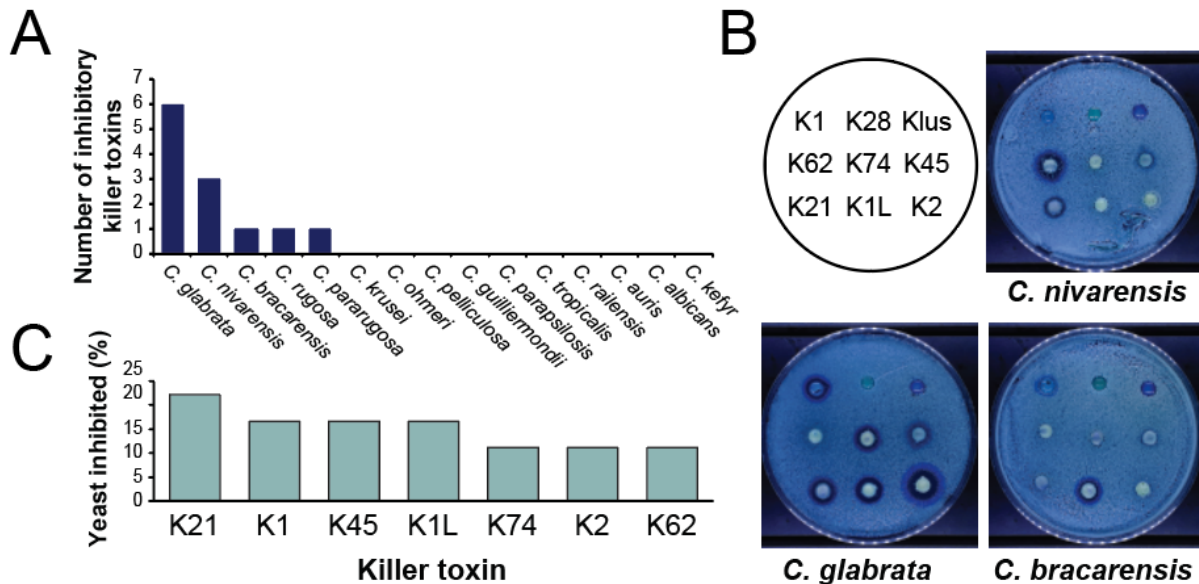 A
Number of inhibitory
killer toxins
7
6
5
4
3
2
1
0
C. glabrata
C. nivarensis
C. bracarensis
C. rugosa
C. pararugosa
C. krusei
C. ohmeri
C. pelliculosa
C. guilliermondii
C. parapsilosis
C. tropicalis
C. railensis
C. auris
C. albicans
C. kefyr
B
K1 K28 Klus
K62 K74 K45
K21 K1L K2
C. nivarensis
C. glabrata
C. bracarensis
C
Yeast inhibited (%)
25
20
15
10
5
0
K21 K1 K45 K1L K74 K2 K62
Killer toxin